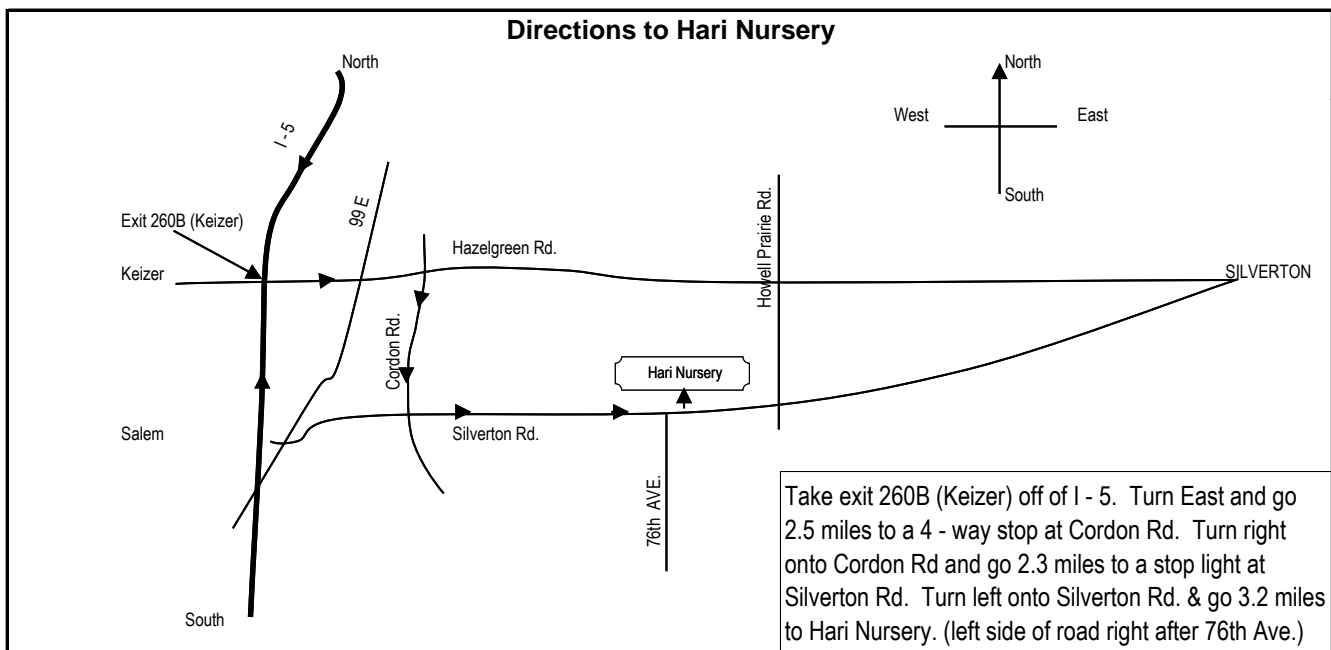 Directions to Hari Nursery
North
North
I - 5
West
East
South
99 E
Howell Prairie Rd.
Exit 260B (Keizer)
Hazelgreen Rd.
Keizer
SILVERTON
Cordon Rd.
Hari Nursery
Salem
Silverton Rd.
76th AVE.
South
Take exit 260B (Keizer) off of I - 5. Turn East and go
2.5 miles to a 4 - way stop at Cordon Rd. Turn right
onto Cordon Rd and go 2.3 miles to a stop light at
Silverton Rd. Turn left onto Silverton Rd. & go 3.2 miles
to Hari Nursery. (left side of road right after 76th Ave.)